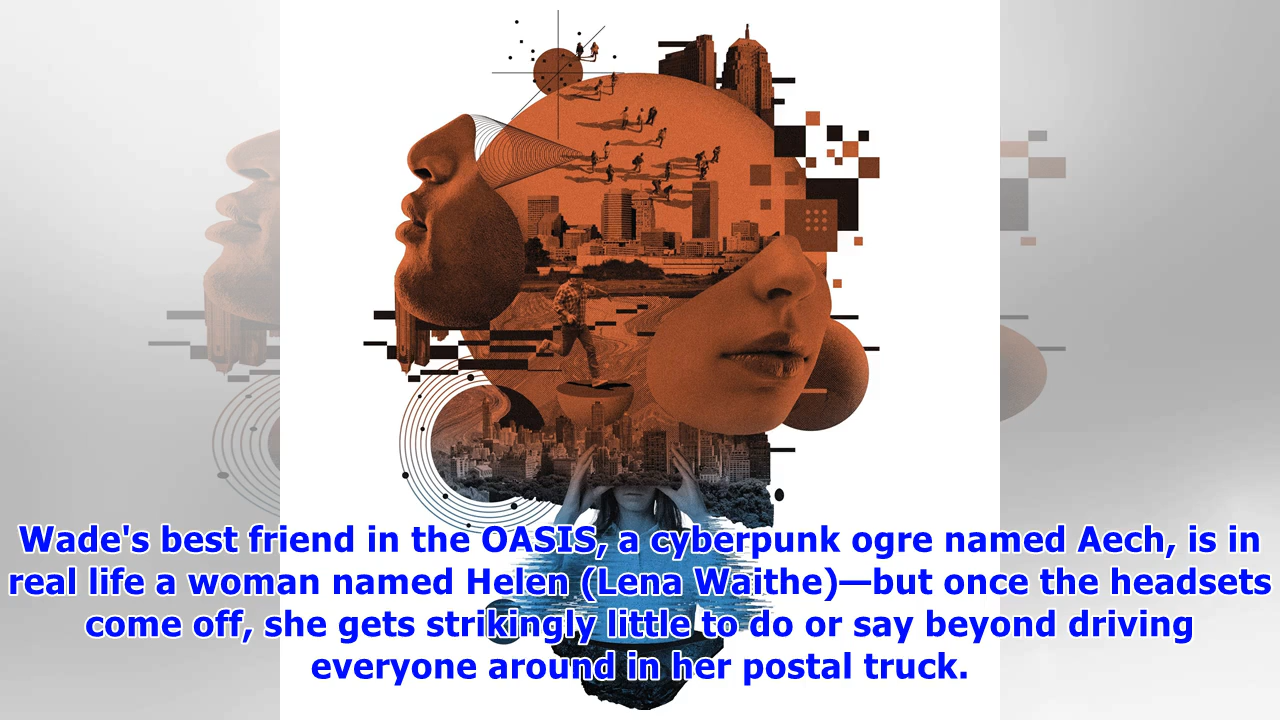 Wade's best friend in the OASIS, a cyberpunk ogre named Aech, is in
real life a woman named Helen (Lena Waithe)—but once the headsets
come off, she gets strikingly little to do or say beyond driving
everyone around in her postal truck.